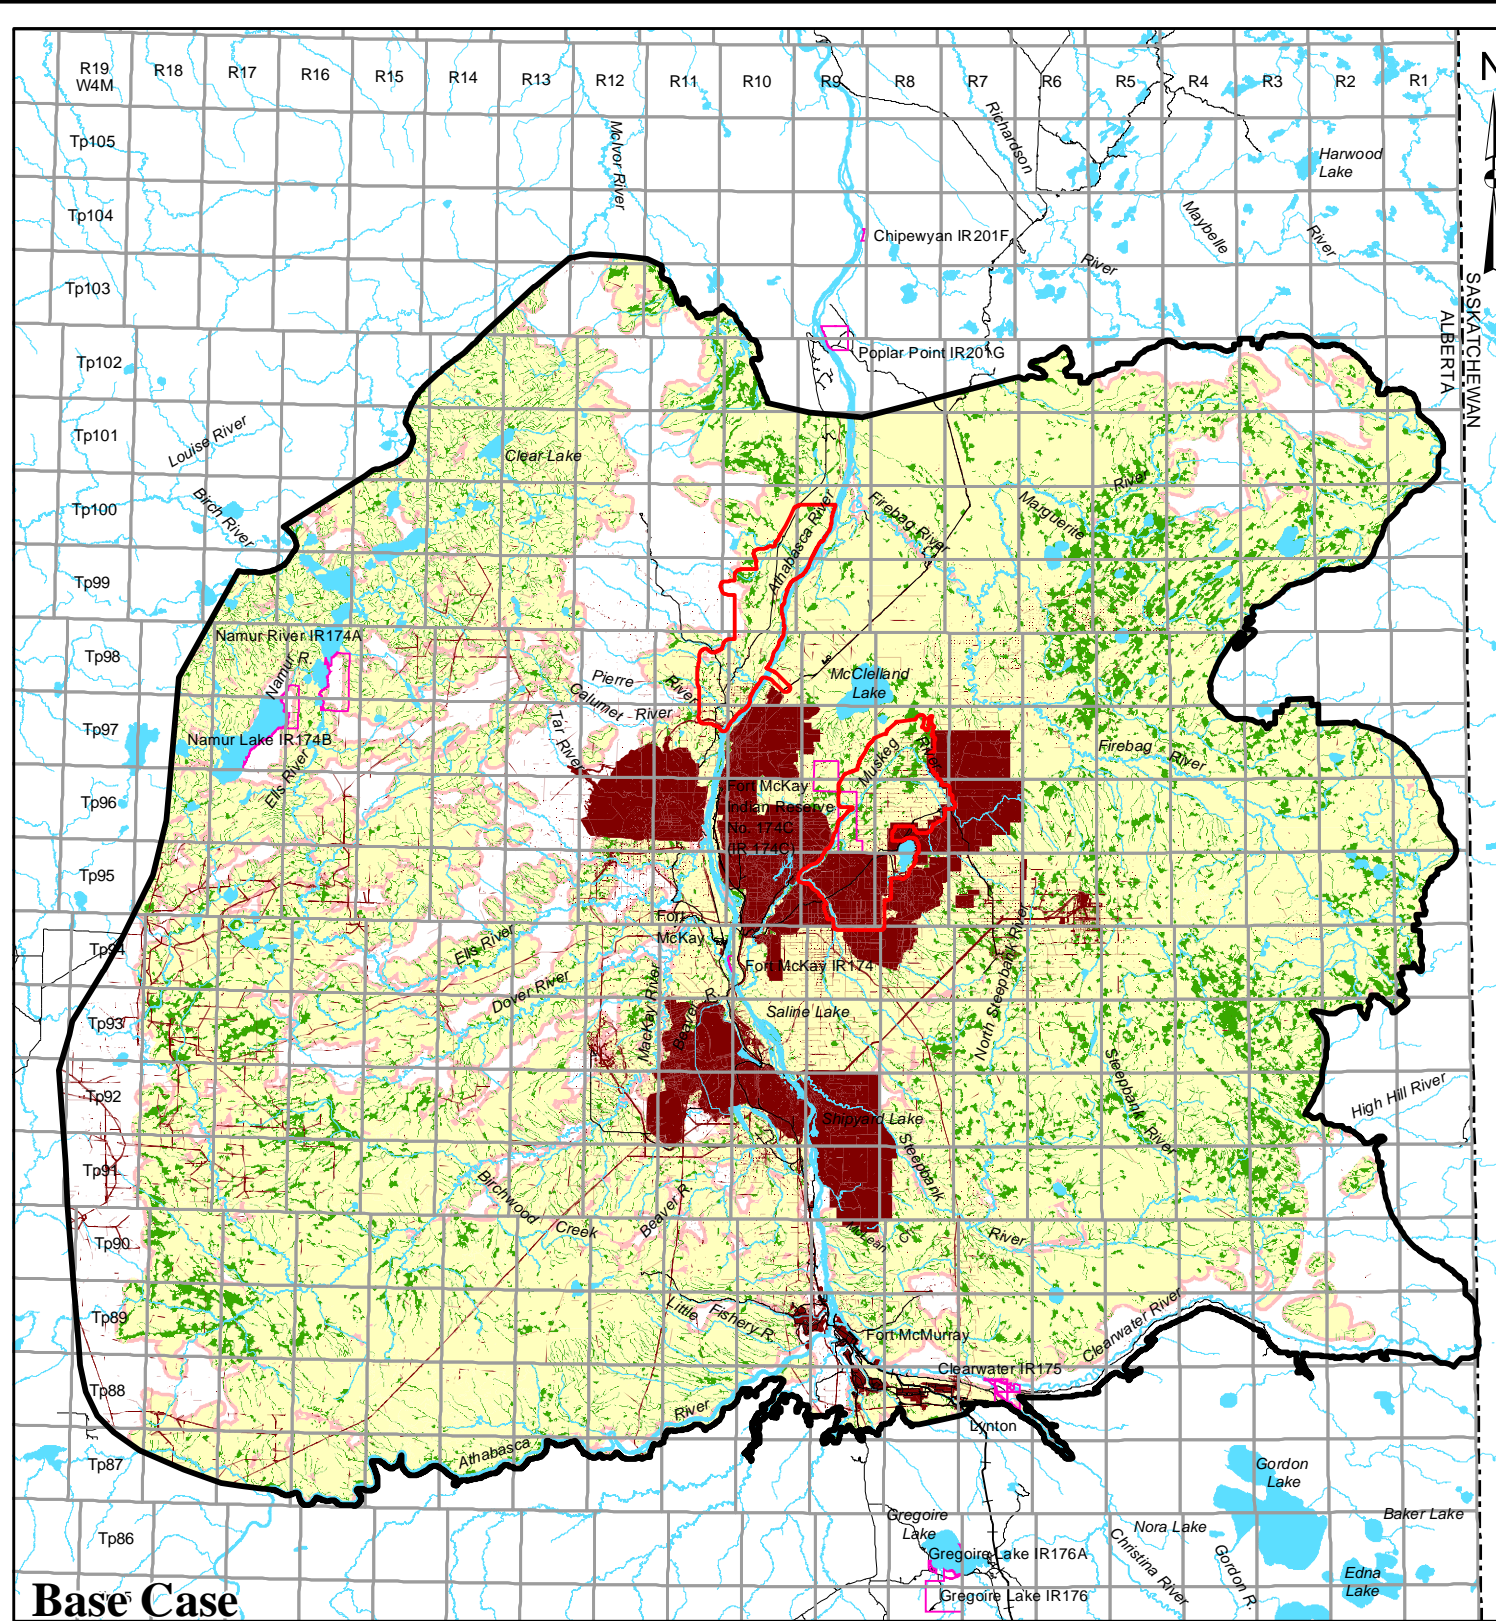 N
R19
W4M
R18
R17
R16
R15
R14
R13
R12
R11
R10
R9
R8
R7
R6
R5
R4
R3
R2
R1
Tp105
McIvor River
Richardson
Harwood
Lake
Tp104
Chipewyan IR201F
Maybelle
River
River
Tp103
SASKATCHEWAN
ALBERTA
Tp102
Poplar Point IR201G
Tp101
Louise River
Clear Lake
Tp100
Birch River
Athabasca River
Firebag River
Marguerite
River
Tp99
Namur River IR174A
Tp98
Namur
R.
Pierre
River
McClelland
Lake
Calumet
River
Tar River
Tp97
Namur Lake IR174B
Ells River
Muskeg
River
Firebag
River
Tp96
Fort McKay
Indian Reserve
No. 174C
(IR 174C)
Tp95
Fort
McKay
Tp94
Ells River
Fort McKay IR174
North Steepbank River
Dover River
MacKay River
Beaver R.
Saline Lake
Tp93
Steepbank
River
Tp92
Shipyard Lake
High Hill River
Steepbank
River
Tp91
Birchwood
Creek
Beaver R.
McLean
Cr.
Tp90
Tp89
Little
Fishery R.
Fort McMurray
Clearwater River
Clearwater IR175
Tp88
River
Lynton
Athabasca
Tp87
Gordon
Lake
Gregoire
Lake
Nora Lake
Baker Lake
Tp86
Gregoire Lake IR176A
Christina River
Gordon R.
Edna
Lake
Gregoire Lake IR176
Base Case